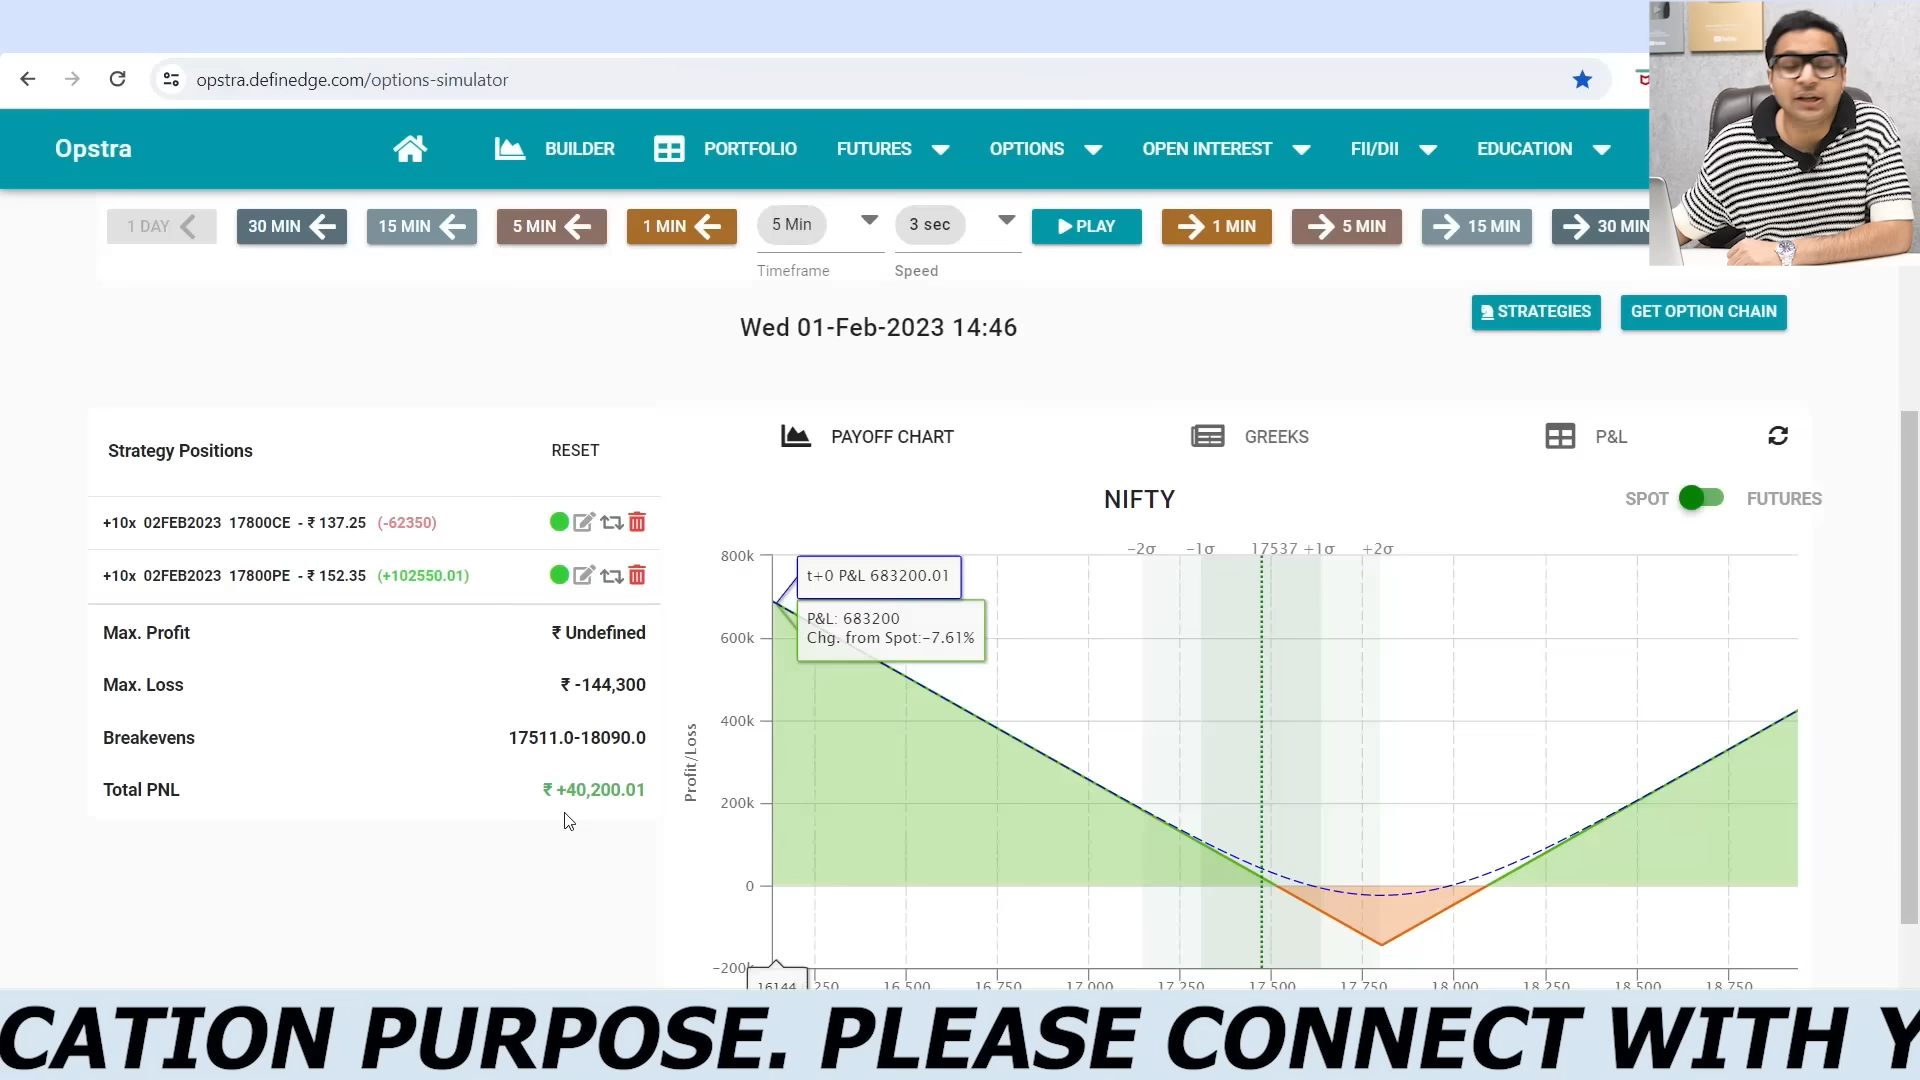 opstra.definedge.com/options-simulator
Opstra
BUILDER
PORTFOLIO
FUTURES
OPTIONS
OPEN INTEREST
FII/DII
EDUCATION
1 DAY
30 MIN
15 MIN
5 MIN
1 MIN
5 Min
Timeframe
3 sec
Speed
PLAY
1 MIN
5 MIN
15 MIN
30 MIN
Wed 01-Feb-2023 14:46
STRATEGIES
GET OPTION CHAIN
Strategy Positions
RESET
+10x 02FEB2023 17800CE - ₹ 137.25 (-62350)
+10x 02FEB2023 17800PE - ₹ 152.35 (+102550.01)
Max. Profit ₹ Undefined
Max. Loss ₹ -144,300
Breakevens 17511.0-18090.0
Total PNL ₹ +40,200.01
PAYOFF CHART
GREEKS
P&L
NIFTY
SPOT
FUTURES
−2σ −1σ 17537 +1σ +2σ
800k
600k
400k
200k
0
−200k
Profit/Loss
t+0 P&L 683200.01
P&L: 683200
Chg. from Spot:−7.61%
16144
250 16,500 16,750 17,000 17,250 17,500 17,750 18,000 18,250 18,500 18,750
CATION PURPOSE. PLEASE CONNECT WITH Y